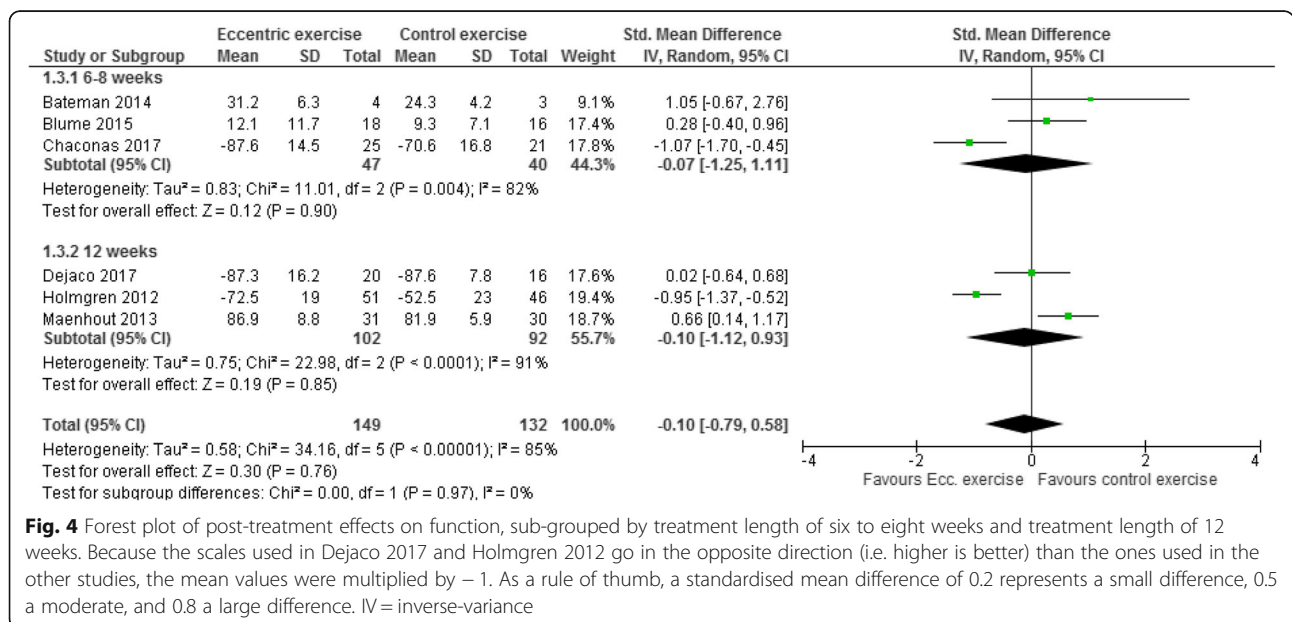 Eccentric exercise Control exercise Std. Mean Difference Std. Mean Difference
Study or Subgroup Mean SD Total Mean SD Total Weight IV, Random, 95% CI IV, Random, 95% CI
1.3.1 6-8 weeks
Bateman 2014 31.2 6.3 4 24.3 4.2 3 9.1% 1.05 [-0.67, 2.76]
Blume 2015 12.1 11.7 18 9.3 7.1 16 17.4% 0.28 [-0.40, 0.96]
Chaconas 2017 -87.6 14.5 25 -70.6 16.8 21 17.8% -1.07 [-1.70, -0.45]
Subtotal (95% CI) 47 40 44.3% -0.07 [-1.25, 1.11]
Heterogeneity: Tau² = 0.83; Chi² = 11.01, df = 2 (P = 0.004); I² = 82%
Test for overall effect: Z = 0.12 (P = 0.90)
1.3.2 12 weeks
Dejaco 2017 -87.3 16.2 20 -87.6 7.8 16 17.6% 0.02 [-0.64, 0.68]
Holmgren 2012 -72.5 19 51 -52.5 23 46 19.4% -0.95 [-1.37, -0.52]
Maenhout 2013 86.9 8.8 31 81.9 5.9 30 18.7% 0.66 [0.14, 1.17]
Subtotal (95% CI) 102 92 55.7% -0.10 [-1.12, 0.93]
Heterogeneity: Tau² = 0.75; Chi² = 22.98, df = 2 (P < 0.0001); I² = 91%
Test for overall effect: Z = 0.19 (P = 0.85)
Total (95% CI) 149 132 100.0% -0.10 [-0.79, 0.58]
Heterogeneity: Tau² = 0.58; Chi² = 34.16, df = 5 (P < 0.00001); I² = 85%
Test for overall effect: Z = 0.30 (P = 0.76)
Test for subgroup differences: Chi² = 0.00, df = 1 (P = 0.97), I² = 0%
-4 -2 0 2 4
Favours Ecc. exercise Favours control exercise
Fig. 4 Forest plot of post-treatment effects on function, sub-grouped by treatment length of six to eight weeks and treatment length of 12
weeks. Because the scales used in Dejaco 2017 and Holmgren 2012 go in the opposite direction (i.e. higher is better) than the ones used in the
other studies, the mean values were multiplied by − 1. As a rule of thumb, a standardised mean difference of 0.2 represents a small difference, 0.5
a moderate, and 0.8 a large difference. IV = inverse-variance